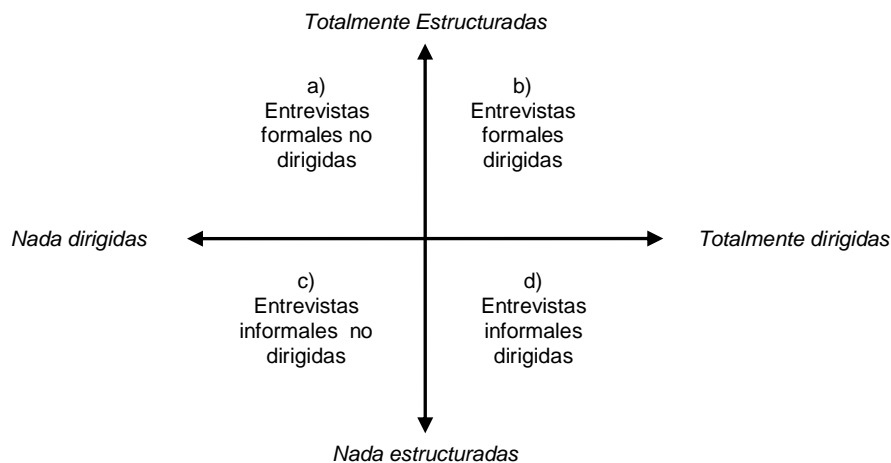 Totalmente Estructuradas
a)
Entrevistas
formales no
dirigidas
b)
Entrevistas
formales
dirigidas
Nada dirigidas
Totalmente dirigidas
c)
Entrevistas
informales no
dirigidas
d)
Entrevistas
informales
dirigidas
Nada estructuradas